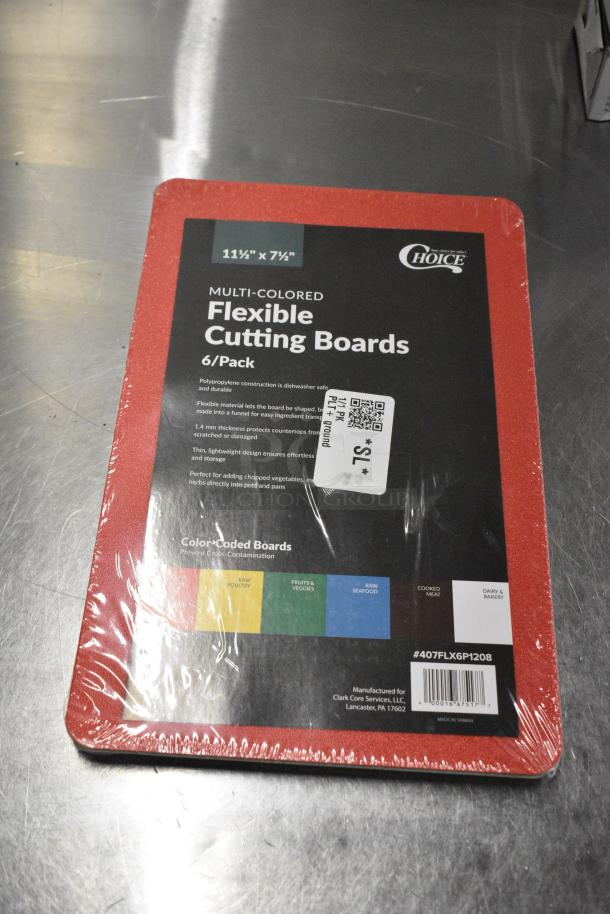 11½" x 7½"
Your choice for value!
CHOICE
MULTI-COLORED
Flexible
Cutting Boards
6/Pack
Polypropylene construction is dishwasher safe
and durable
Flexible material lets the board be shaped,
made into a funnel for easy ingredient
1.4 mm thickness protects countertops from
scratched or damaged
Thin, lightweight design ensures effortless
and storage
Perfect for adding chopped vegetables,
herbs directly into pots and pans
1/1 PK
PLT+ ground
*SL*
Color-Coded Boards
Prevent Cross-Contamination
RAW
POULTRY
FRUITS &
VEGGIES
RAW
SEAFOOD
COOKED
MEAT
DAIRY &
BAKERY
#407FLX6P1208
Manufactured for
Clark Core Services, LLC,
Lancaster, PA 17602
MADE IN TAIWAN